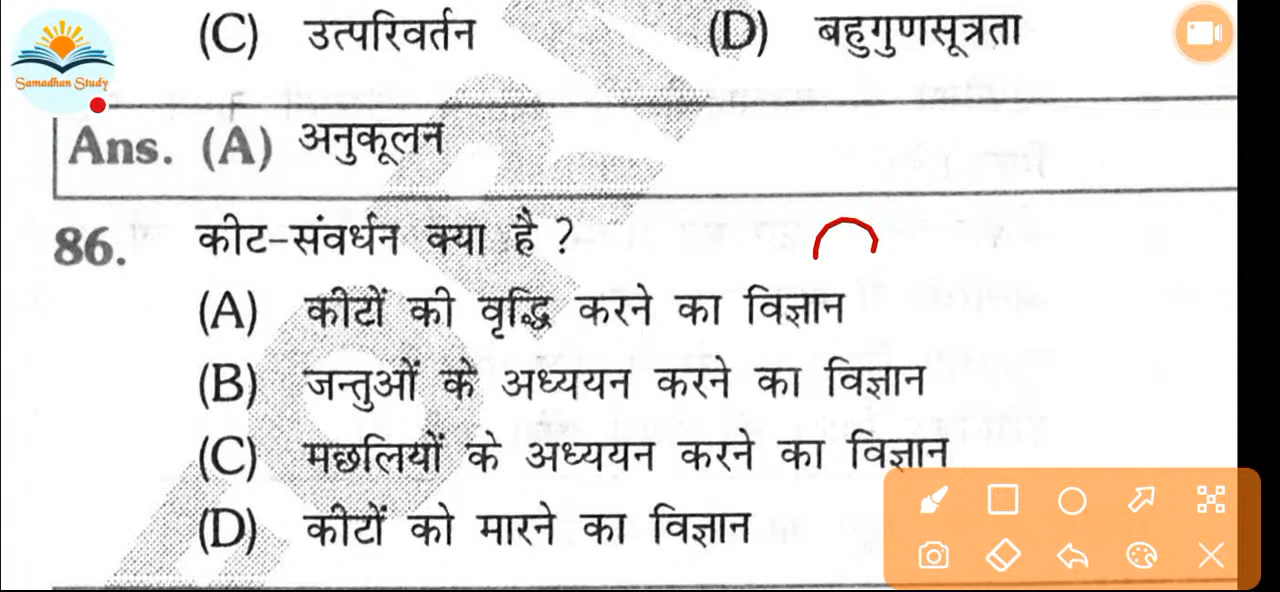 (C) उत्परिवर्तन (D) बहुगुणसूत्रता
Samadhan Study
Ans. (A) अनुकूलन
86. कीट-संवर्धन क्या है ?
(A) कीटों की वृद्धि करने का विज्ञान
(B) जन्तुओं के अध्ययन करने का विज्ञान
(C) मछलियों के अध्ययन करने का विज्ञान
(D) कीटों को मारने का विज्ञान